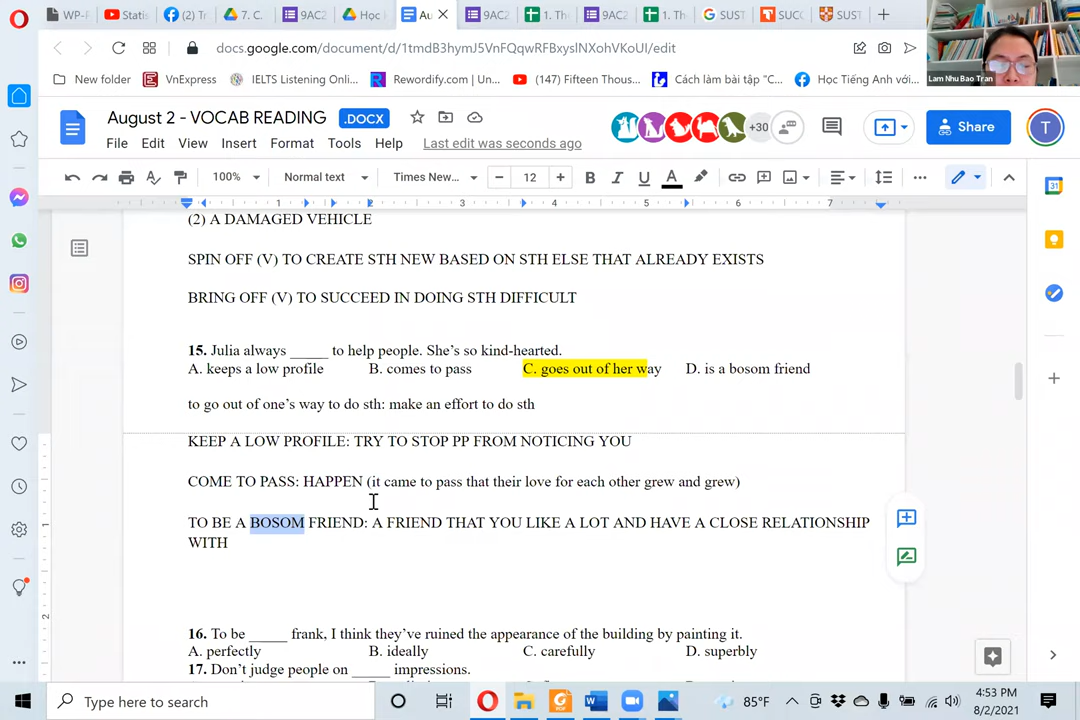 WP-F
Statis
(2) Tr
7. C.
9AC2
Học
Au
9AC2
1. Th
9AC2
1. Th
SUST
SUCC
SUST
docs.google.com/document/d/1tmdB3hymJ5VnFQqwRFBxyslNXohVKoUI/edit
Lam Nhu Bao Tran
New folder
VnExpress
IELTS Listening Onli...
Rewordify.com | Un...
(147) Fifteen Thous...
Cách làm bài tập "C...
Học Tiếng Anh với...
August 2 - VOCAB READING
.DOCX
+30
Share
T
File Edit View Insert Format Tools Help Last edit was seconds ago
100% Normal text Times New... 12 B I U A
1 2 3 4 5 6 7
(2) A DAMAGED VEHICLE
SPIN OFF (V) TO CREATE STH NEW BASED ON STH ELSE THAT ALREADY EXISTS
BRING OFF (V) TO SUCCEED IN DOING STH DIFFICULT
15. Julia always _____ to help people. She's so kind-hearted.
A. keeps a low profile B. comes to pass C. goes out of her way D. is a bosom friend
to go out of one's way to do sth: make an effort to do sth
KEEP A LOW PROFILE: TRY TO STOP PP FROM NOTICING YOU
COME TO PASS: HAPPEN (it came to pass that their love for each other grew and grew)
TO BE A BOSOM FRIEND: A FRIEND THAT YOU LIKE A LOT AND HAVE A CLOSE RELATIONSHIP
WITH
16. To be _____ frank, I think they've ruined the appearance of the building by painting it.
A. perfectly B. ideally C. carefully D. superbly
17. Don't judge people on _____ impressions.
Type here to search
85°F
4:53 PM
8/2/2021